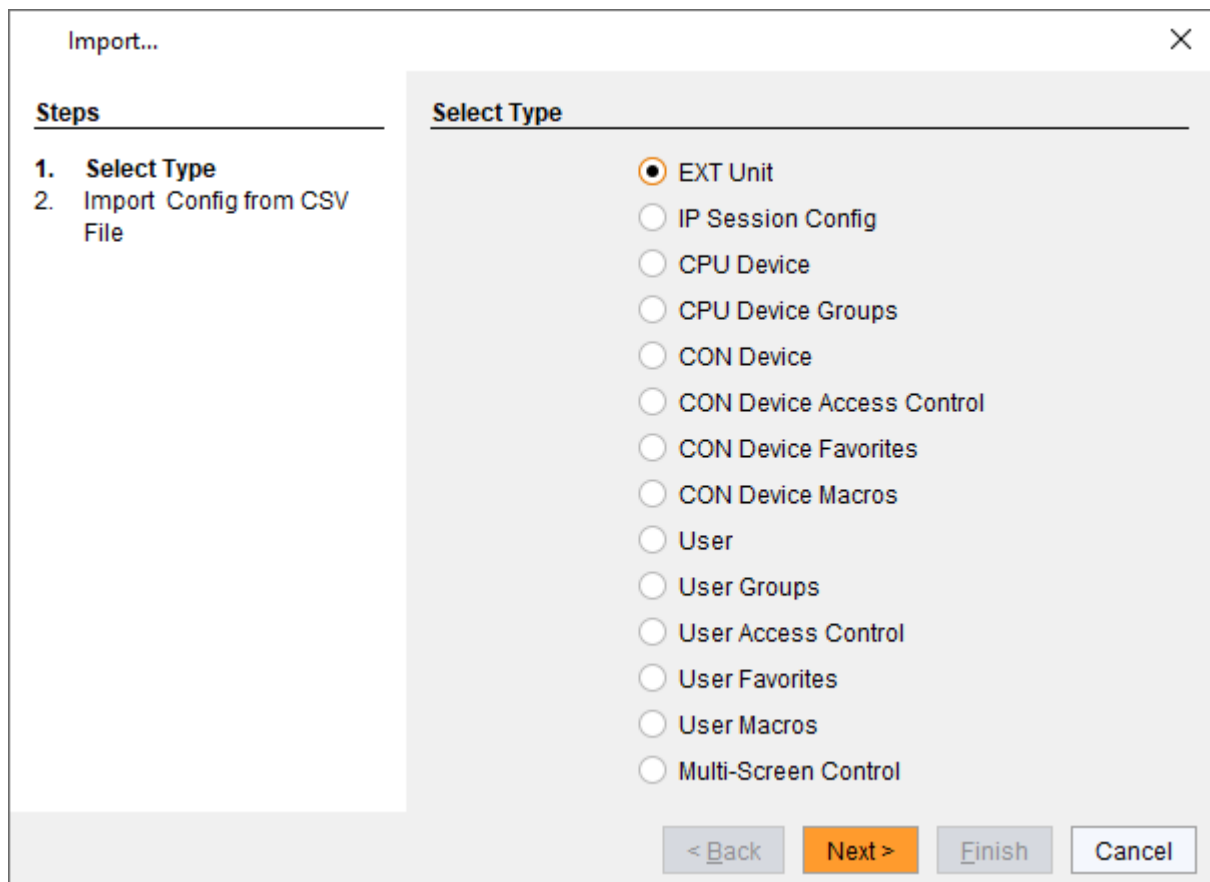 Import...
Steps
1. Select Type
2. Import Config from CSV
File
Select Type
EXT Unit
IP Session Config
CPU Device
CPU Device Groups
CON Device
CON Device Access Control
CON Device Favorites
CON Device Macros
User
User Groups
User Access Control
User Favorites
User Macros
Multi-Screen Control
< Back
Next >
Finish
Cancel